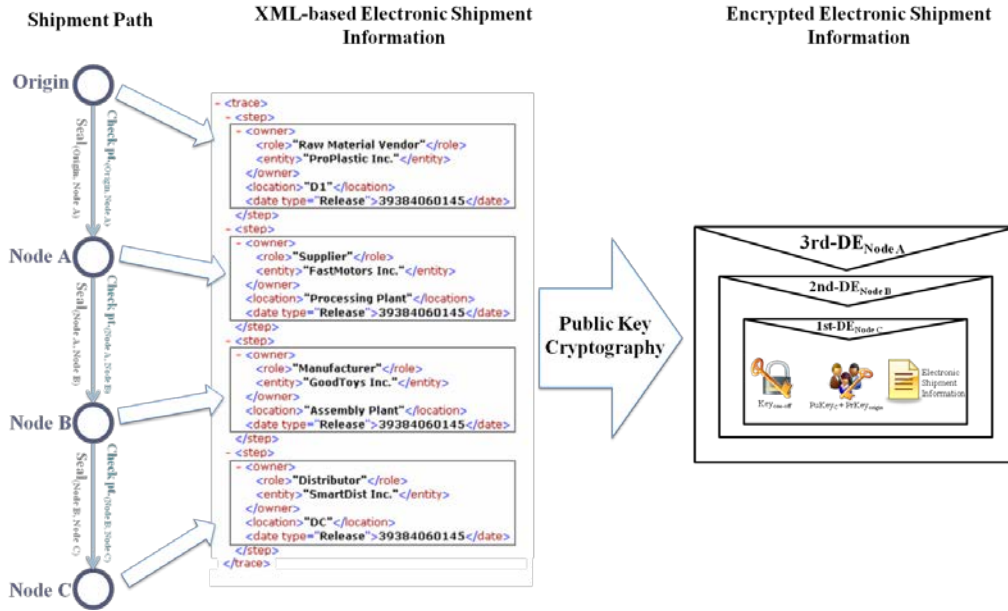 Shipment Path
XML-based Electronic Shipment
Information
Encrypted Electronic Shipment
Information
Origin
Seal(Origin, Node A)
Check pt.(Origin, Node A)
Node A
Seal(Node A, Node B)
Check pt.(Node A, Node B)
Node B
Seal(Node B, Node C)
Check pt.(Node B, Node C)
Node C
- <trace>
- <step>
- <owner>
<role>"Raw Material Vendor"</role>
<entity>"ProPlastic Inc."</entity>
</owner>
<location>"D1"</location>
<date type="Release">39384060145</date>
</step>
- <step>
- <owner>
<role>"Supplier"</role>
<entity>"FastMotors Inc."</entity>
</owner>
<location>"Processing Plant"</location>
<date type="Release">39384060145</date>
</step>
- <step>
- <owner>
<role>"Manufacturer"</role>
<entity>"GoodToys Inc."</entity>
</owner>
<location>"Assembly Plant"</location>
<date type="Release">39384060145</date>
</step>
- <step>
- <owner>
<role>"Distributor"</role>
<entity>"SmartDist Inc."</entity>
</owner>
<location>"DC"</location>
<date type="Release">39384060145</date>
</step>
</trace>
Public Key
Cryptography
3rd-DENode A
2nd-DENode B
1st-DENode C
Keyone-off
PuKeyC + PrKeyorigin
Electronic
Shipment
Information